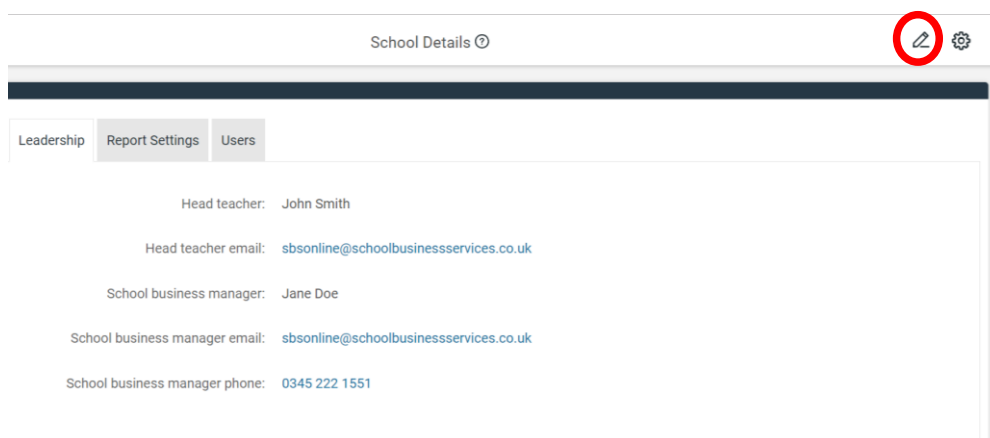 School Details
Leadership Report Settings Users
Head teacher: John Smith
Head teacher email: sbsonline@schoolbusinessservices.co.uk
School business manager: Jane Doe
School business manager email: sbsonline@schoolbusinessservices.co.uk
School business manager phone: 0345 222 1551